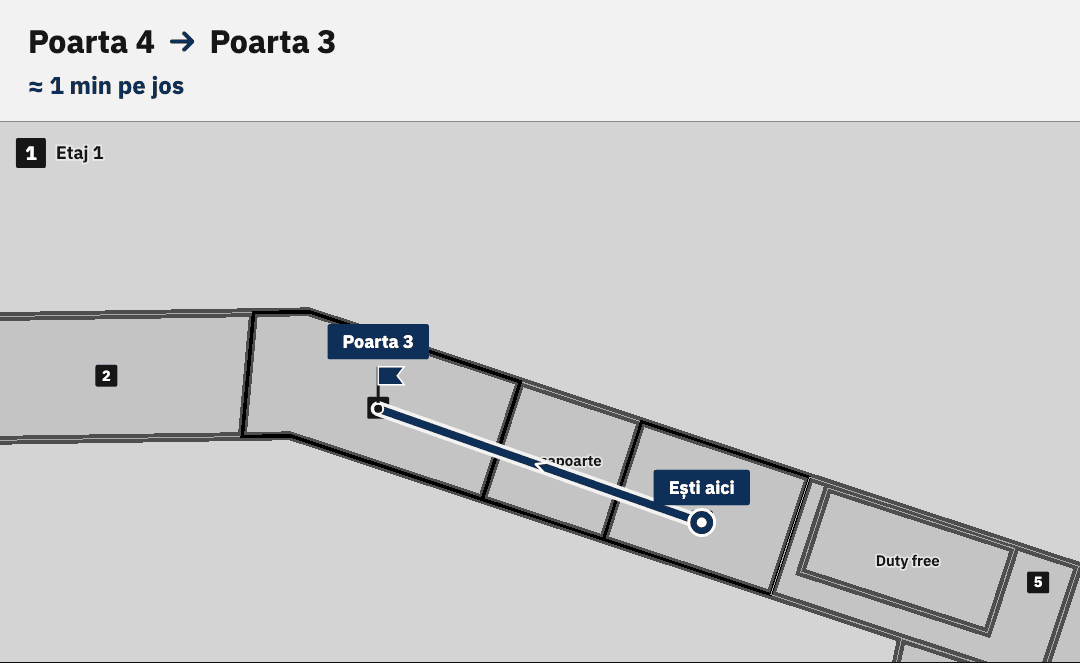 Poarta 4 → Poarta 3
≈ 1 min pe jos
1 Etaj 1
Poarta 3
2
Ești aici
Duty free
5